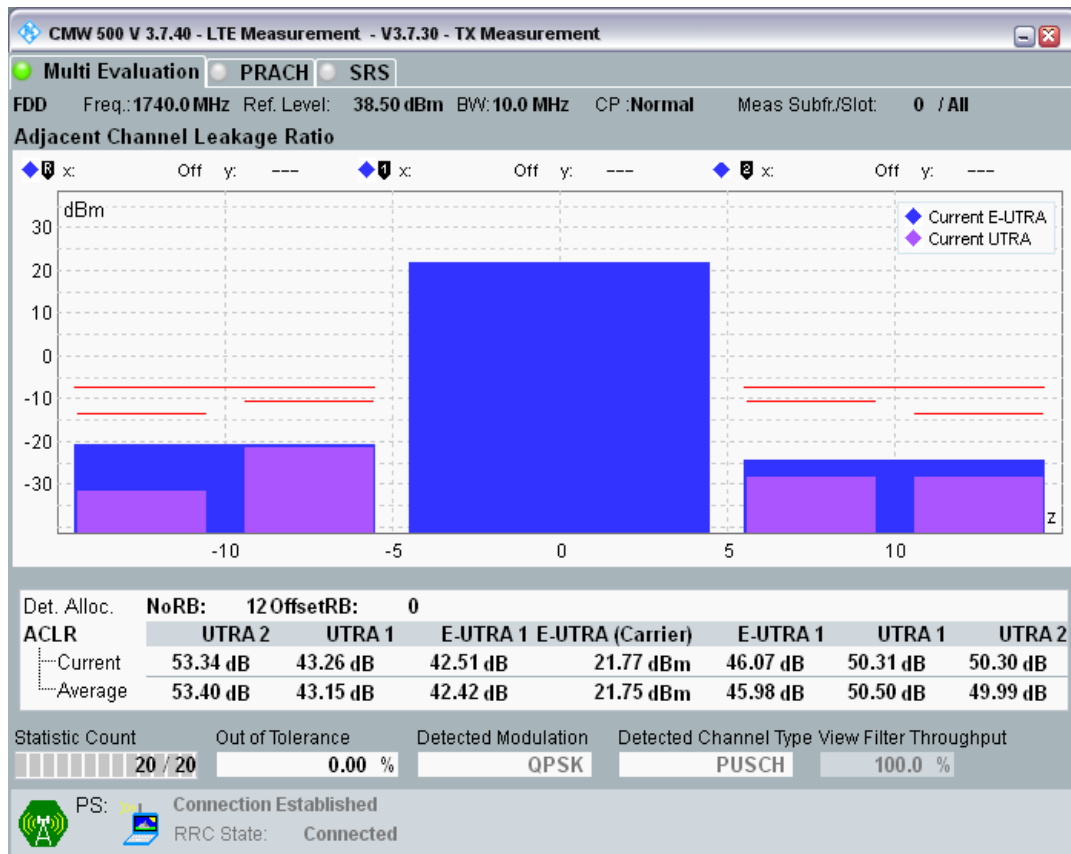 CMW 500 V 3.7.40 - LTE Measurement - V3.7.30 - TX Measurement
Multi Evaluation PRACH SRS
FDD Freq.:1740.0 MHz Ref. Level: 38.50 dBm BW:10.0 MHz CP :Normal Meas Subfr./Slot: 0 / All
Adjacent Channel Leakage Ratio
R x: Off y: --- 1 x: Off y: --- 2 x: Off y: ---
dBm
Current E-UTRA
Current UTRA
30
20
10
0
-10
-20
-30
z
-10 -5 0 5 10
Det. Alloc. NoRB: 12 OffsetRB: 0
ACLR UTRA 2 UTRA 1 E-UTRA 1 E-UTRA (Carrier) E-UTRA 1 UTRA 1 UTRA 2
Current 53.34 dB 43.26 dB 42.51 dB 21.77 dBm 46.07 dB 50.31 dB 50.30 dB
Average 53.40 dB 43.15 dB 42.42 dB 21.75 dBm 45.98 dB 50.50 dB 49.99 dB
Statistic Count Out of Tolerance Detected Modulation Detected Channel Type View Filter Throughput
20 / 20 0.00 % QPSK PUSCH 100.0 %
PS: Connection Established
RRC State: Connected